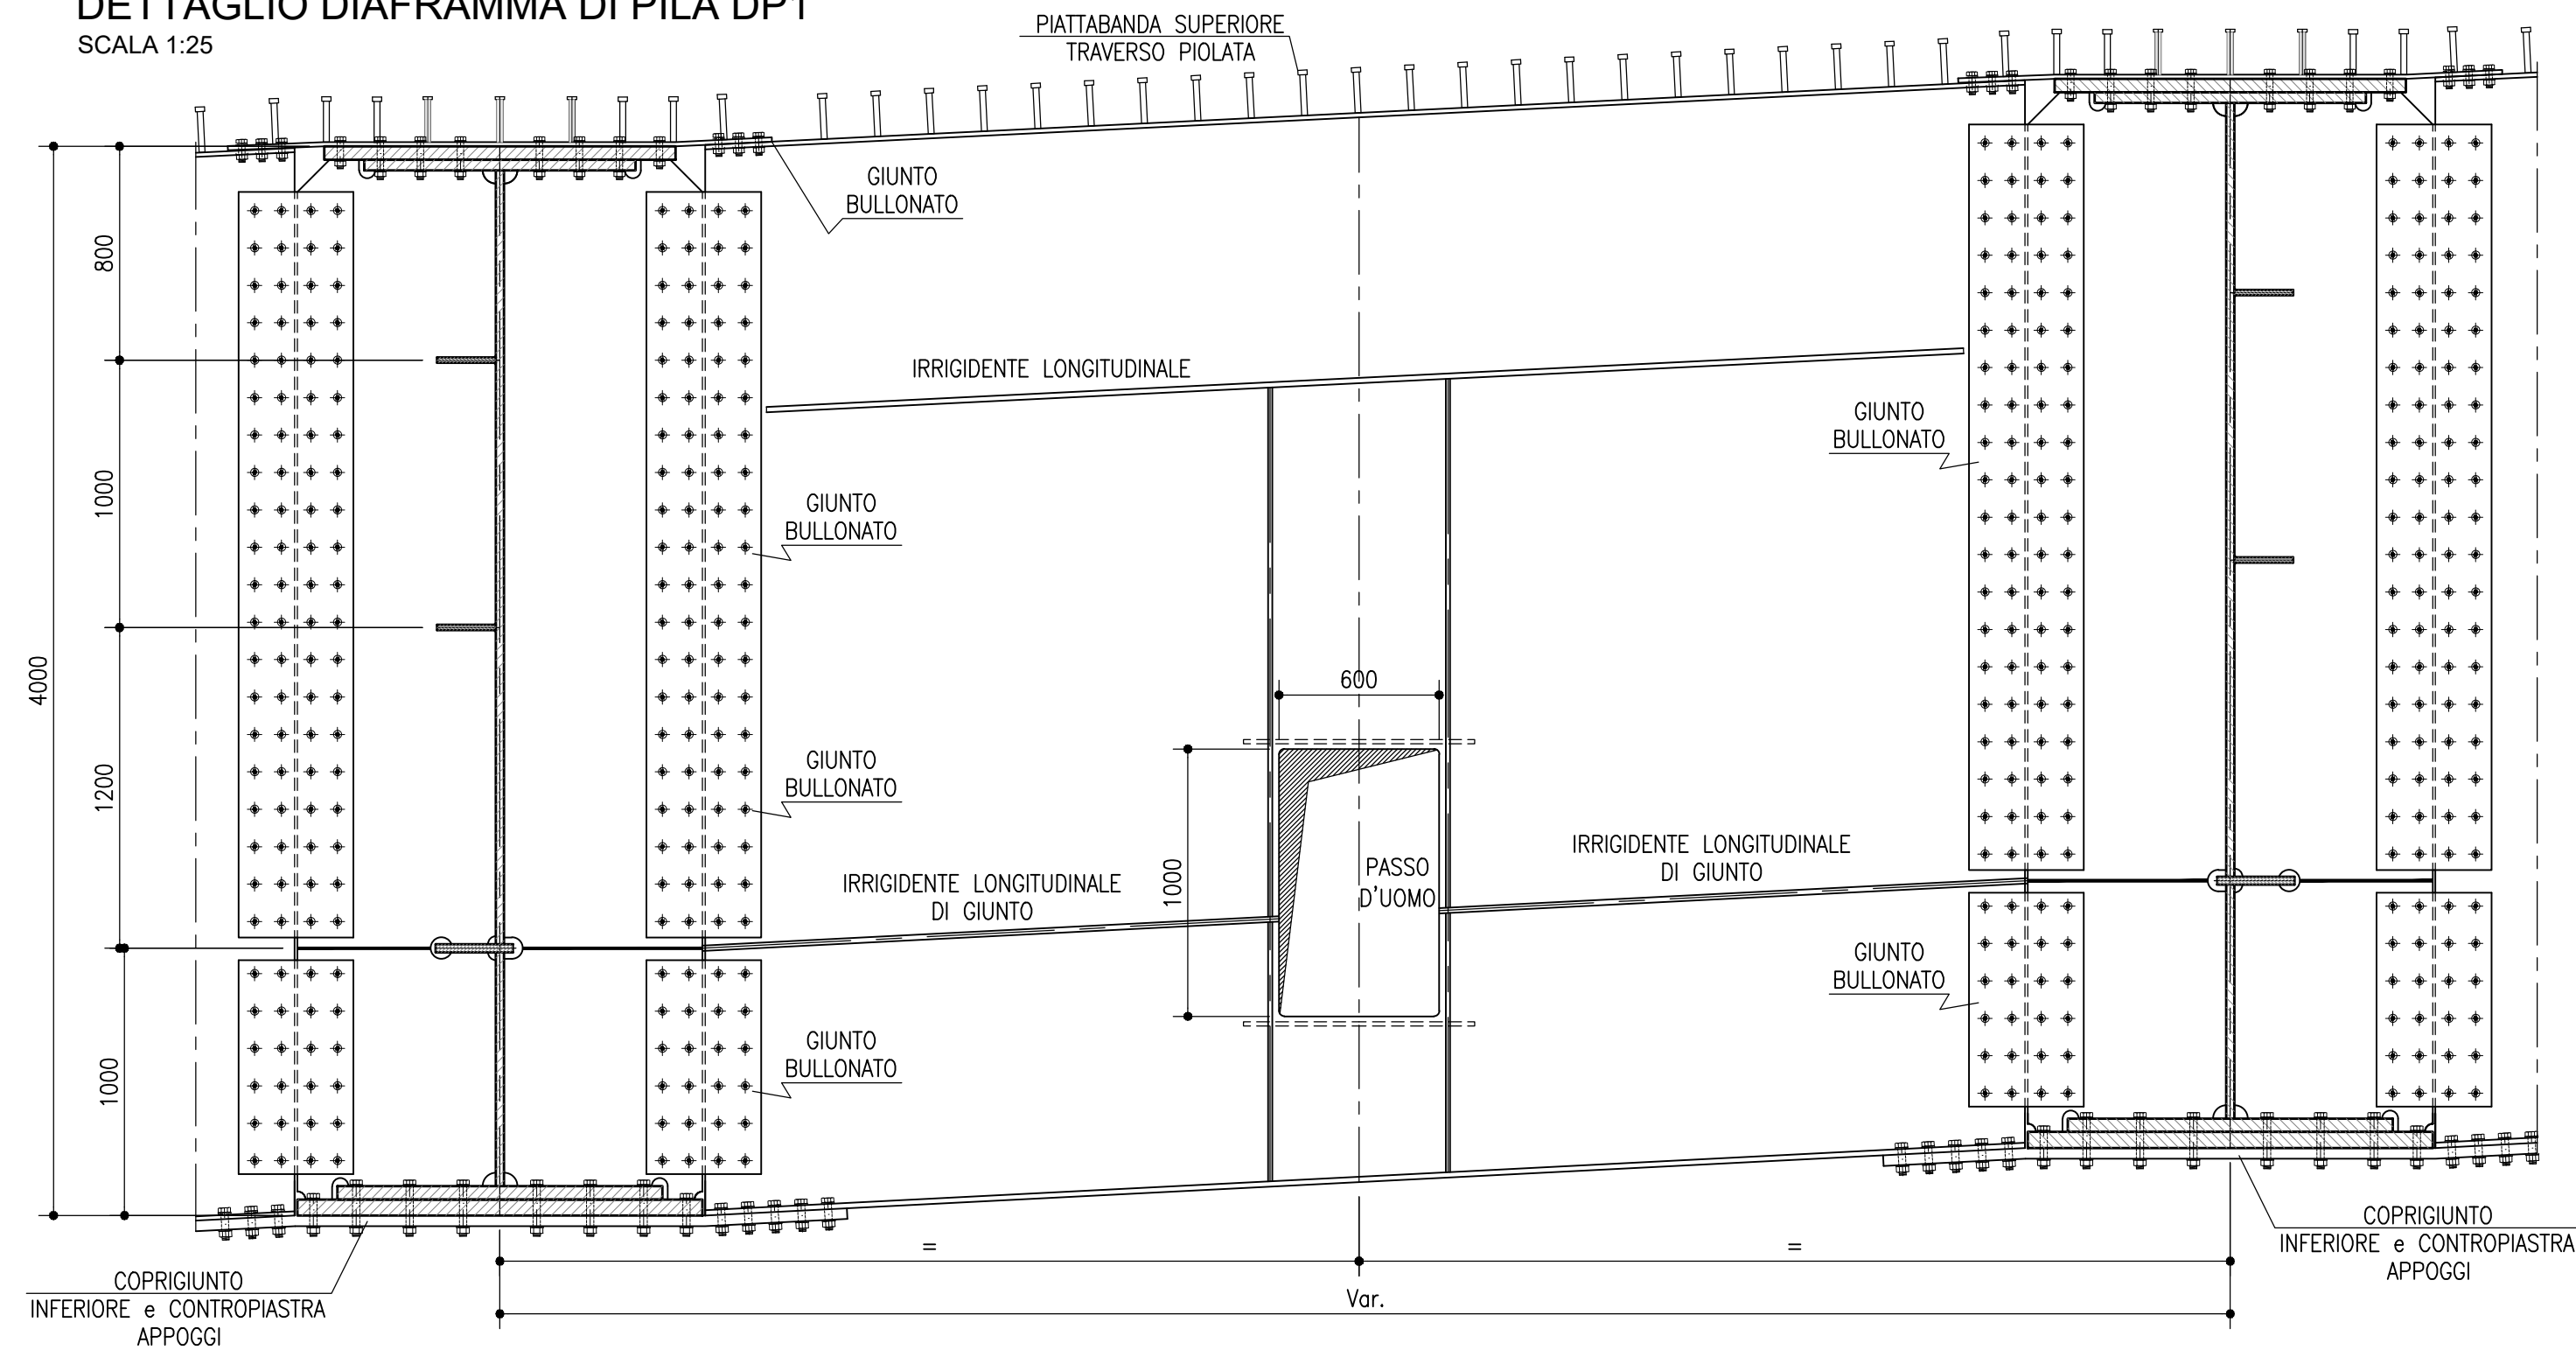 DETTAGLIO DIAFRAMMA DI PILA DP1
SCALA 1:25
PIATTABANDA SUPERIORE
TRAVERSO PIOLATA
GIUNTO
BULLONATO
800
IRRIGIDENTE LONGITUDINALE
GIUNTO
BULLONATO
1000
GIUNTO
BULLONATO
4000
600
1200
GIUNTO
BULLONATO
1000
PASSO
D'UOMO
IRRIGIDENTE LONGITUDINALE
DI GIUNTO
IRRIGIDENTE LONGITUDINALE
DI GIUNTO
GIUNTO
BULLONATO
1000
GIUNTO
BULLONATO
COPRIGIUNTO
INFERIORE e CONTROPIASTRA
APPOGGI
=
=
Var.
COPRIGIUNTO
INFERIORE e CONTROPIASTRA
APPOGGI